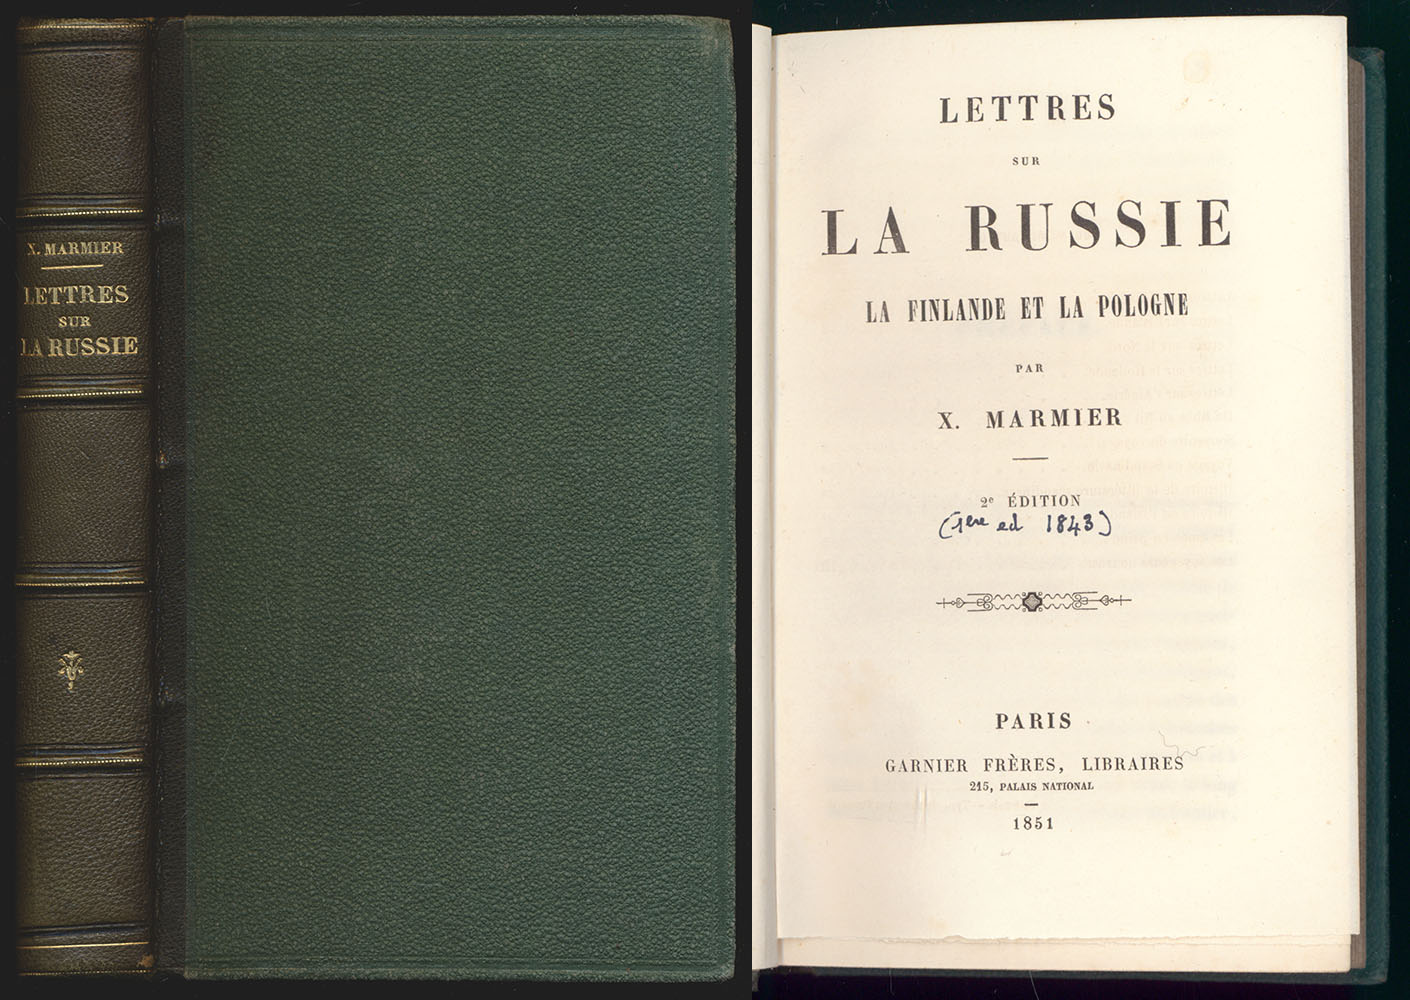 X. MARMIER
LETTRES
SUR
LA RUSSIE
LETTRES
SUR
LA RUSSIE
LA FINLANDE ET LA POLOGNE
PAR
X. MARMIER
2e ÉDITION
(1ere ed 1843)
PARIS
GARNIER FRÈRES, LIBRAIRES
215, PALAIS NATIONAL
1851